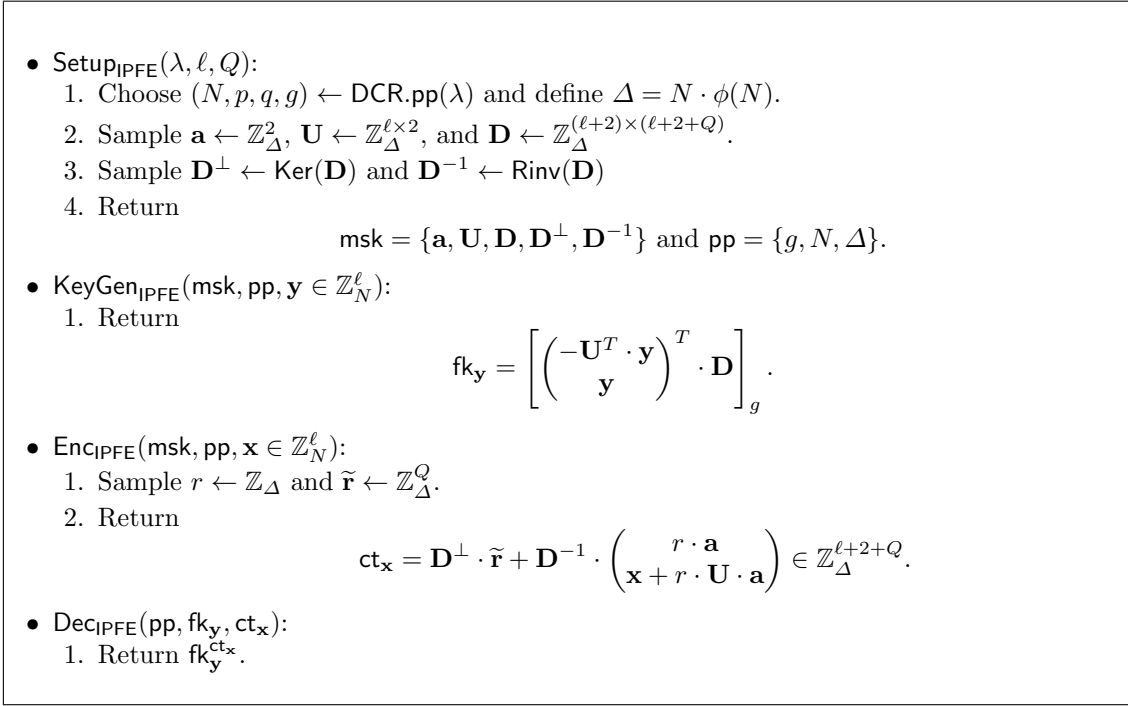 • Setup_IPFE(λ, ℓ, Q):
1. Choose (N, p, q, g) ← DCR.pp(λ) and define Δ = N · ϕ(N).
2. Sample a ← ℤ_Δ^2, U ← ℤ_Δ^{ℓ×2}, and D ← ℤ_Δ^{(ℓ+2)×(ℓ+2+Q)}.
3. Sample D^⊥ ← Ker(D) and D^{−1} ← Rinv(D)
4. Return
msk = {a, U, D, D^⊥, D^{−1}} and pp = {g, N, Δ}.
• KeyGen_IPFE(msk, pp, y ∈ ℤ_N^ℓ):
1. Return
fk_y = [ ( −U^T · y ; y )^T · D ]_g .
• Enc_IPFE(msk, pp, x ∈ ℤ_N^ℓ):
1. Sample r ← ℤ_Δ and r̃ ← ℤ_Δ^Q.
2. Return
ct_x = D^⊥ · r̃ + D^{−1} · ( r · a ; x + r · U · a ) ∈ ℤ_Δ^{ℓ+2+Q}.
• Dec_IPFE(pp, fk_y, ct_x):
1. Return fk_y^{ct_x}.